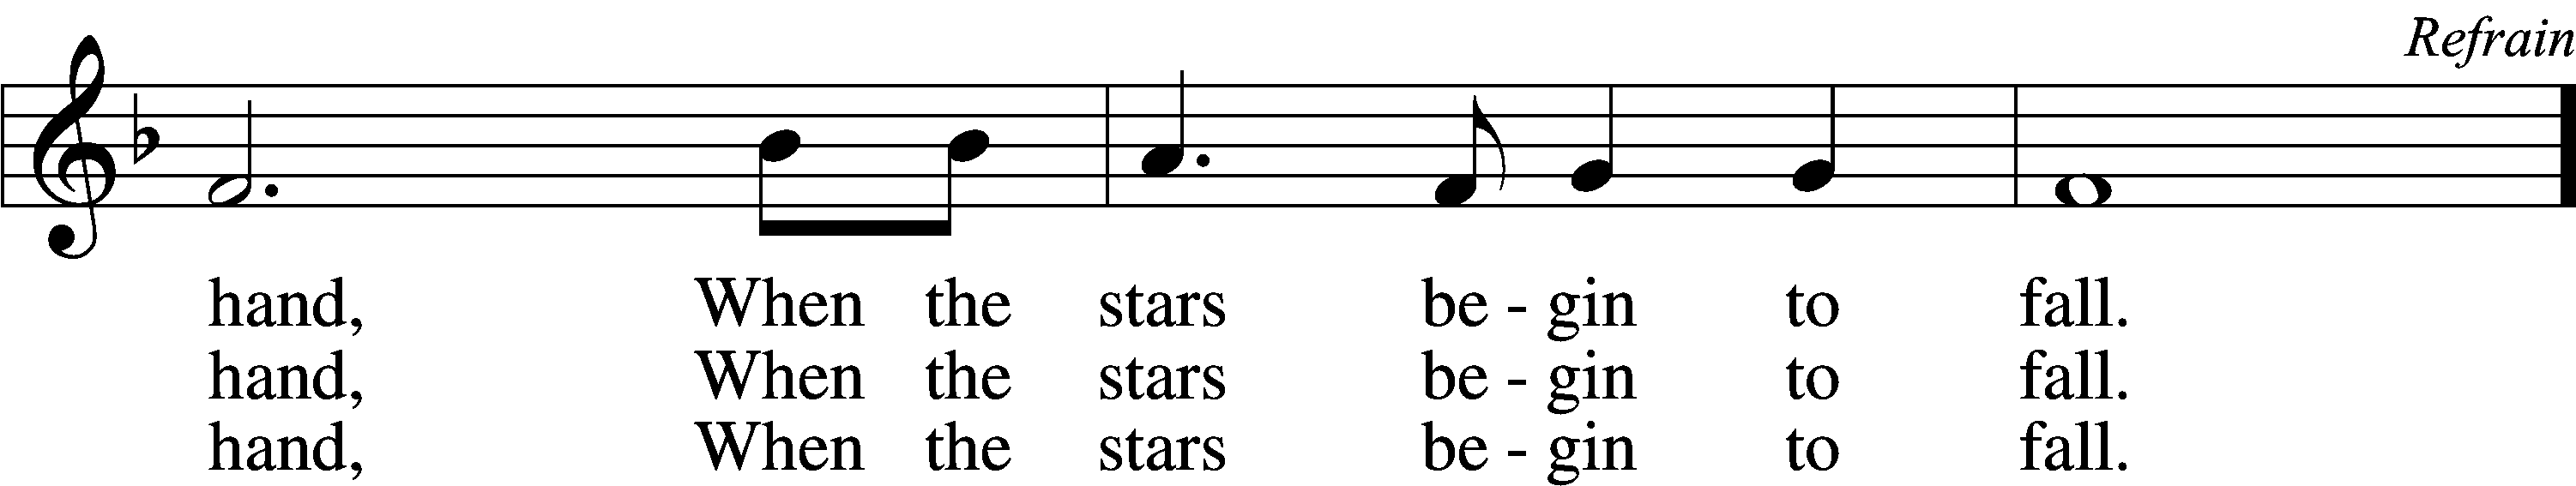 Refrain
hand, When the stars be - gin to fall.
hand, When the stars be - gin to fall.
hand, When the stars be - gin to fall.